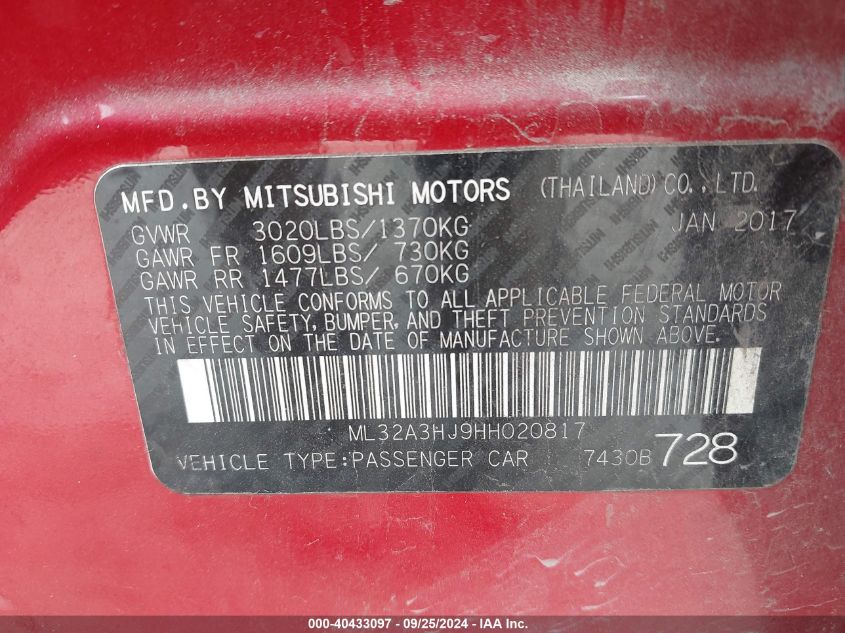 MFD.BY MITSUBISHI MOTORS (THAILAND)CO.,LTD.
GVWR 3020LBS/1370KG JAN 2017
GAWR FR 1609LBS/ 730KG
GAWR RR 1477LBS/ 670KG
THIS VEHICLE CONFORMS TO ALL APPLICABLE FEDERAL MOTOR
VEHICLE SAFETY, BUMPER, AND THEFT PREVENTION STANDARDS
IN EFFECT ON THE DATE OF MANUFACTURE SHOWN ABOVE.
ML32A3HJ9HH020817
VEHICLE TYPE:PASSENGER CAR 7430B 728
000-40433097 - 09/25/2024 - IAA Inc.